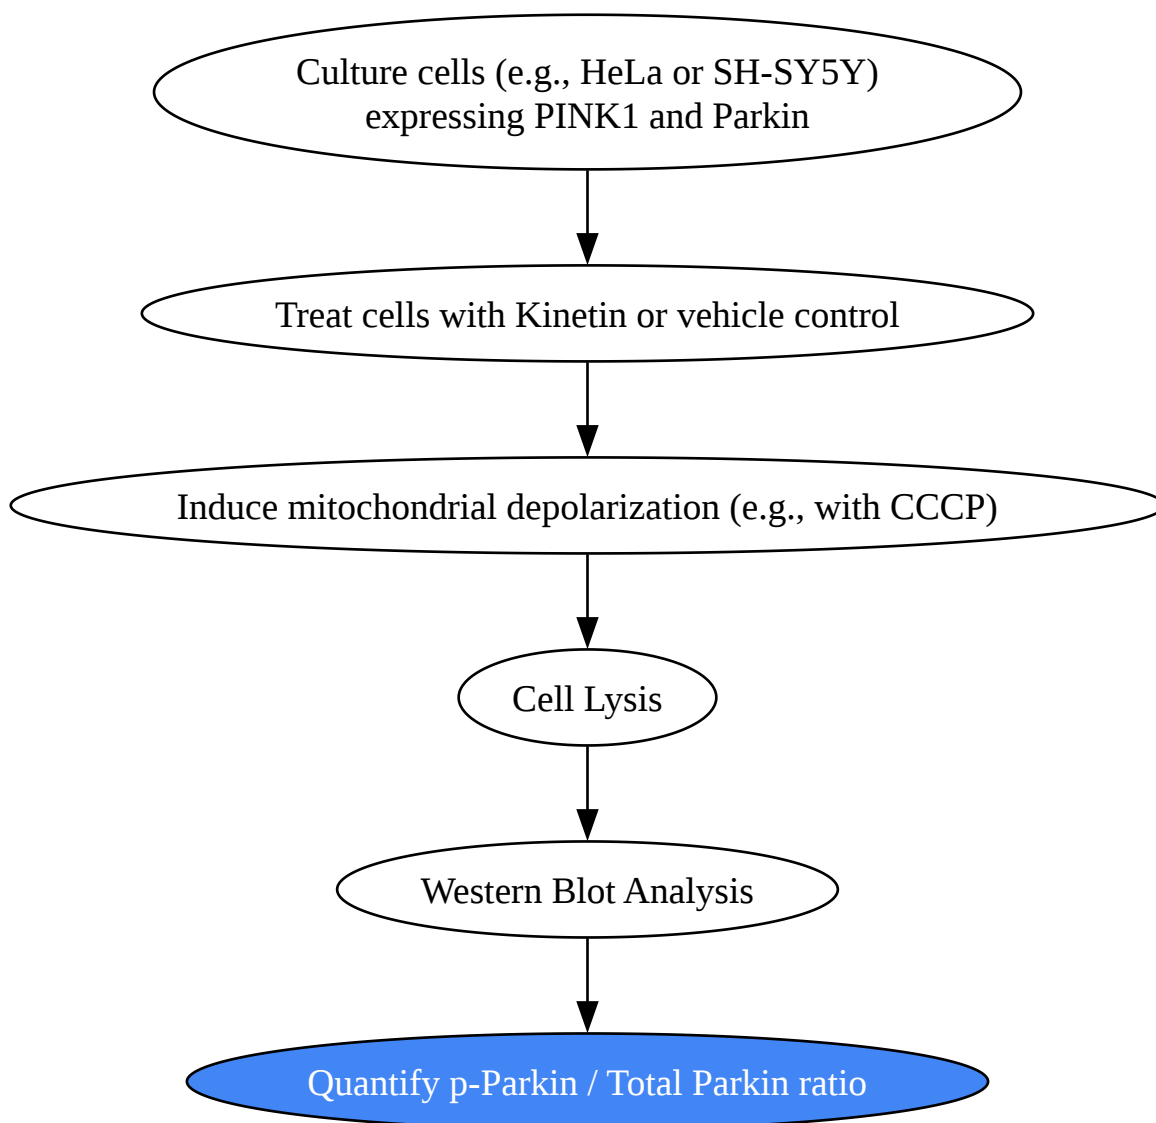 Culture cells (e.g., HeLa or SH-SY5Y)
expressing PINK1 and Parkin
Treat cells with Kinetin or vehicle control
Induce mitochondrial depolarization (e.g., with CCCP)
Cell Lysis
Western Blot Analysis
Quantify p-Parkin / Total Parkin ratio